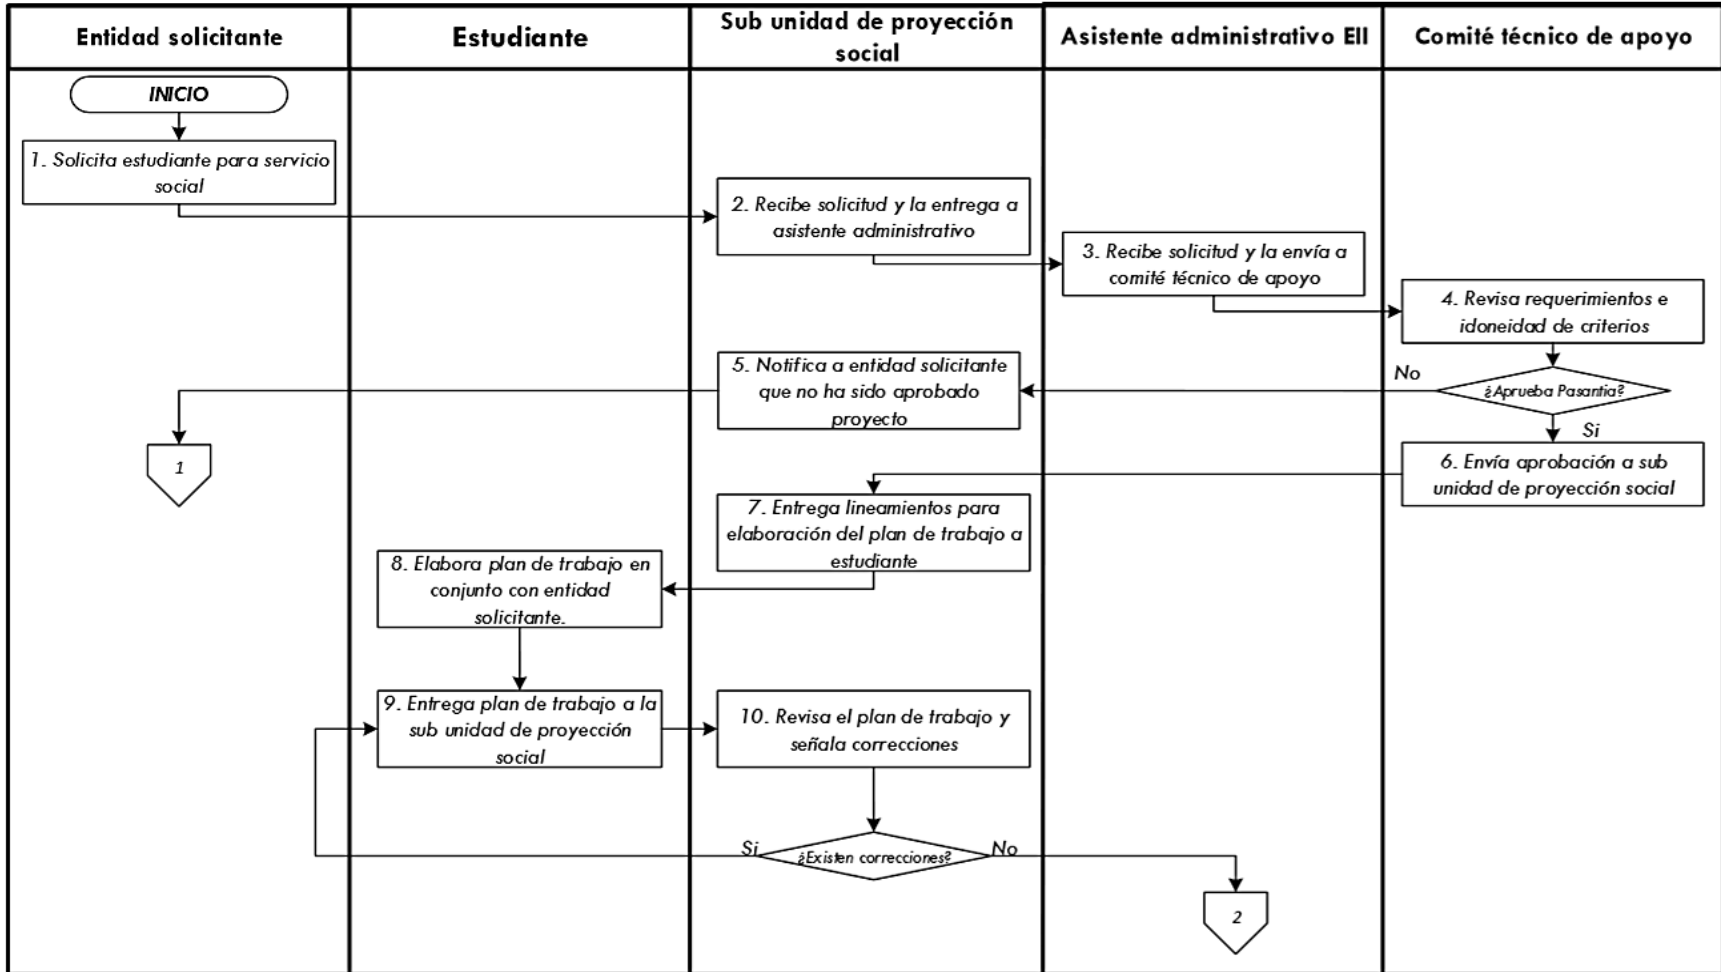 Entidad solicitante
Estudiante
Sub unidad de proyección
social
Asistente administrativo EII
Comité técnico de apoyo
INICIO
1. Solicita estudiante para servicio
social
2. Recibe solicitud y la entrega a
asistente administrativo
3. Recibe solicitud y la envía a
comité técnico de apoyo
4. Revisa requerimientos e
idoneidad de criterios
¿Aprueba Pasantia?
No
Si
5. Notifica a entidad solicitante
que no ha sido aprobado
proyecto
1
6. Envía aprobación a sub
unidad de proyección social
7. Entrega lineamientos para
elaboración del plan de trabajo a
estudiante
8. Elabora plan de trabajo en
conjunto con entidad
solicitante.
9. Entrega plan de trabajo a la
sub unidad de proyección
social
10. Revisa el plan de trabajo y
señala correcciones
Si
¿Existen correcciones?
No
2